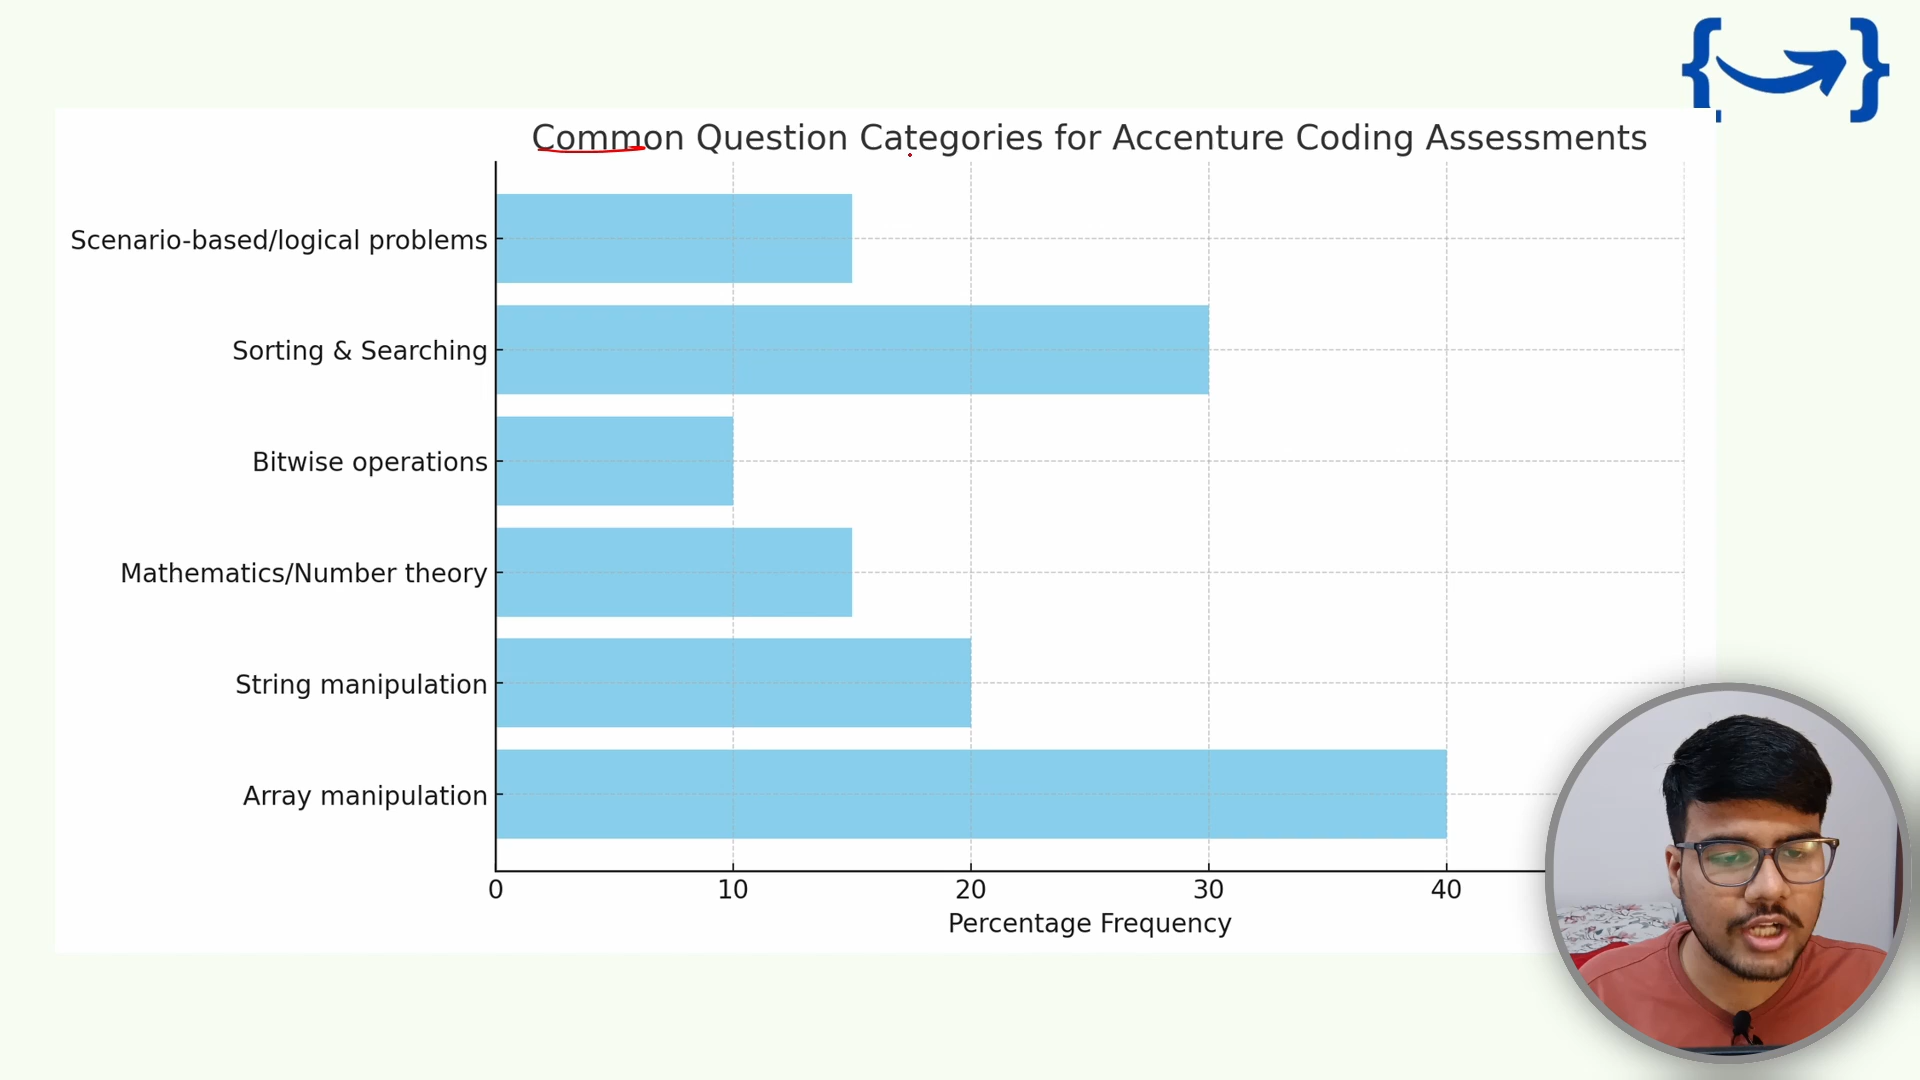 Common Question Categories for Accenture Coding Assessments
Scenario-based/logical problems
Sorting & Searching
Bitwise operations
Mathematics/Number theory
String manipulation
Array manipulation
0 10 20 30 40
Percentage Frequency